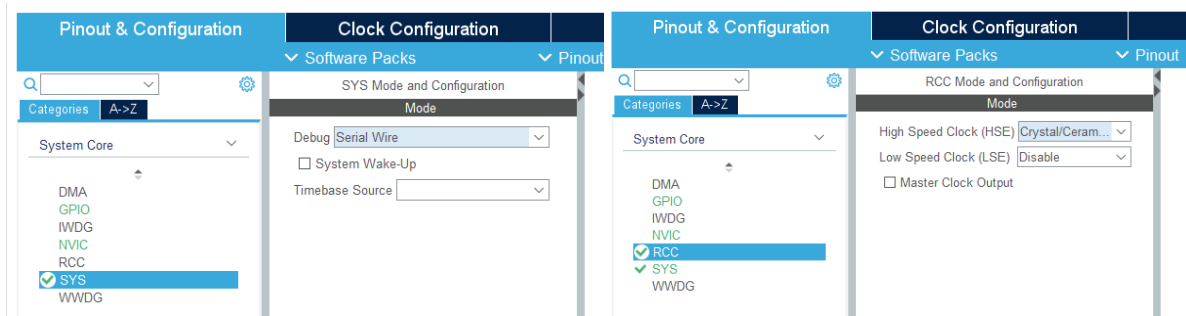 Pinout & Configuration
Clock Configuration
Software Packs
Pinout
SYS Mode and Configuration
Categories
A->Z
Mode
System Core
Debug Serial Wire
System Wake-Up
Timebase Source
DMA
GPIO
IWDG
NVIC
RCC
SYS
WWDG
Pinout & Configuration
Clock Configuration
Software Packs
Pinout
RCC Mode and Configuration
Categories
A->Z
Mode
System Core
High Speed Clock (HSE) Crystal/Ceram...
Low Speed Clock (LSE) Disable
Master Clock Output
DMA
GPIO
IWDG
NVIC
RCC
SYS
WWDG